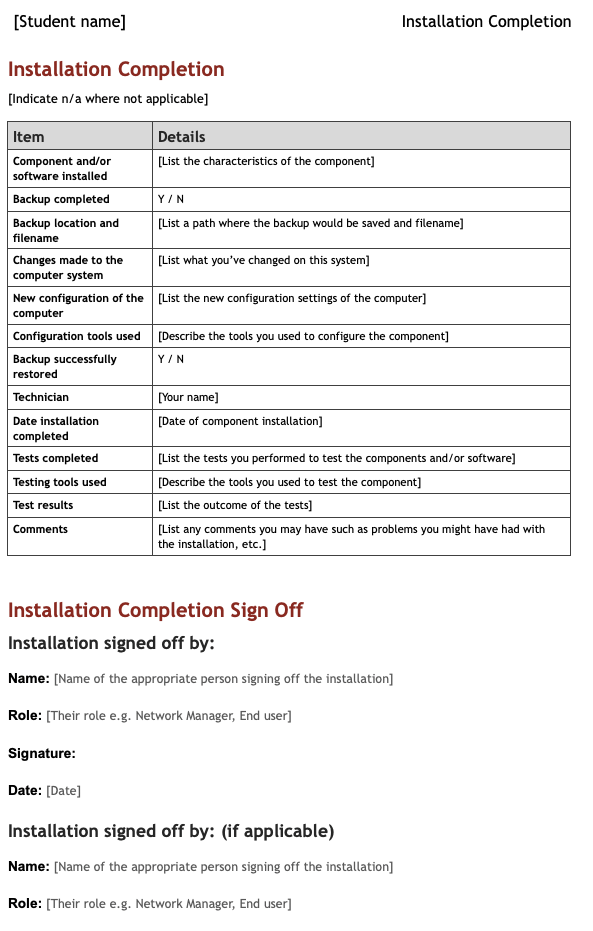 [Student name] Installation Completion
Installation Completion
[Indicate n/a where not applicable]
Item Details
Component and/or [List the characteristics of the component]
software installed
Backup completed Y / N
Backup location and [List a path where the backup would be saved and filename]
filename
Changes made to the [List what you’ve changed on this system]
computer system
New configuration of the [List the new configuration settings of the computer]
computer
Configuration tools used [Describe the tools you used to configure the component]
Backup successfully Y / N
restored
Technician [Your name]
Date installation [Date of component installation]
completed
Tests completed [List the tests you performed to test the components and/or software]
Testing tools used [Describe the tools you used to test the component]
Test results [List the outcome of the tests]
Comments [List any comments you may have such as problems you might have had with
the installation, etc.]
Installation Completion Sign Off
Installation signed off by:
Name: [Name of the appropriate person signing off the installation]
Role: [Their role e.g. Network Manager, End user]
Signature:
Date: [Date]
Installation signed off by: (if applicable)
Name: [Name of the appropriate person signing off the installation]
Role: [Their role e.g. Network Manager, End user]